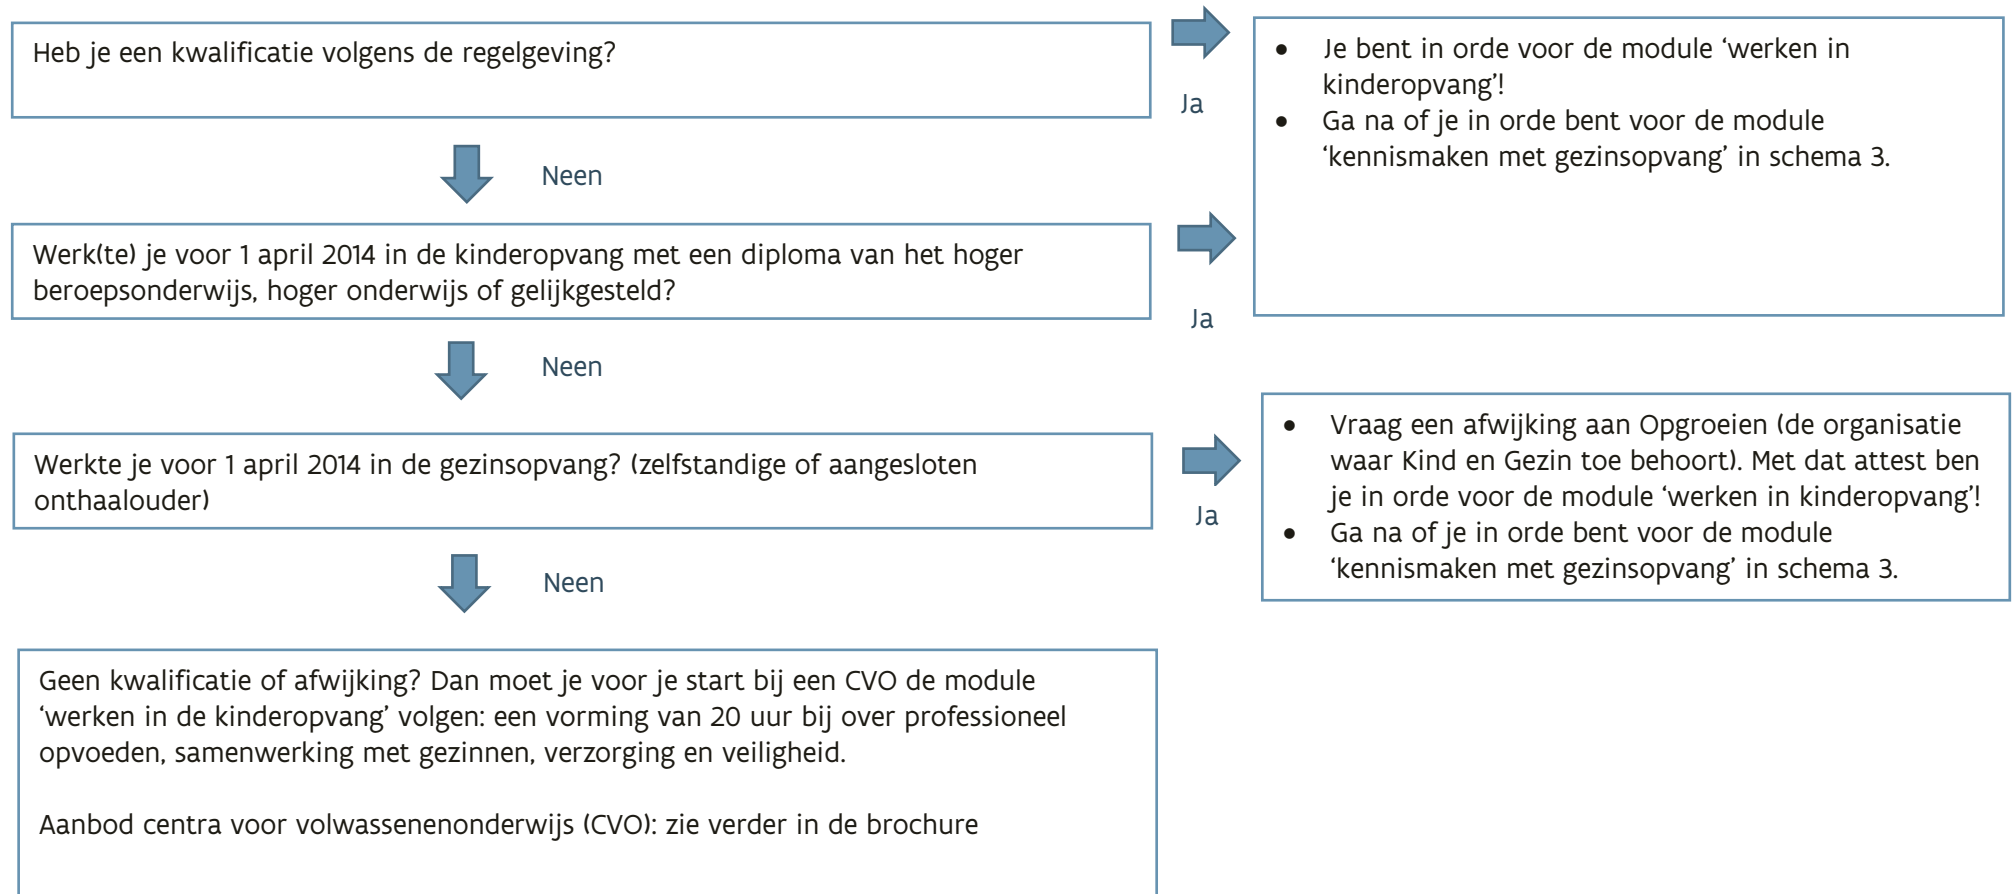 Heb je een kwalificatie volgens de regelgeving?
Ja
• Je bent in orde voor de module ‘werken in
kinderopvang’!
• Ga na of je in orde bent voor de module
‘kennismaken met gezinsopvang’ in schema 3.
Neen
Werk(te) je voor 1 april 2014 in de kinderopvang met een diploma van het hoger
beroepsonderwijs, hoger onderwijs of gelijkgesteld?
Ja
Neen
Werkte je voor 1 april 2014 in de gezinsopvang? (zelfstandige of aangesloten
onthaalouder)
Ja
• Vraag een afwijking aan Opgroeien (de organisatie
waar Kind en Gezin toe behoort). Met dat attest ben
je in orde voor de module ‘werken in kinderopvang’!
• Ga na of je in orde bent voor de module
‘kennismaken met gezinsopvang’ in schema 3.
Neen
Geen kwalificatie of afwijking? Dan moet je voor je start bij een CVO de module
‘werken in de kinderopvang’ volgen: een vorming van 20 uur bij over professioneel
opvoeden, samenwerking met gezinnen, verzorging en veiligheid.
Aanbod centra voor volwassenenonderwijs (CVO): zie verder in de brochure